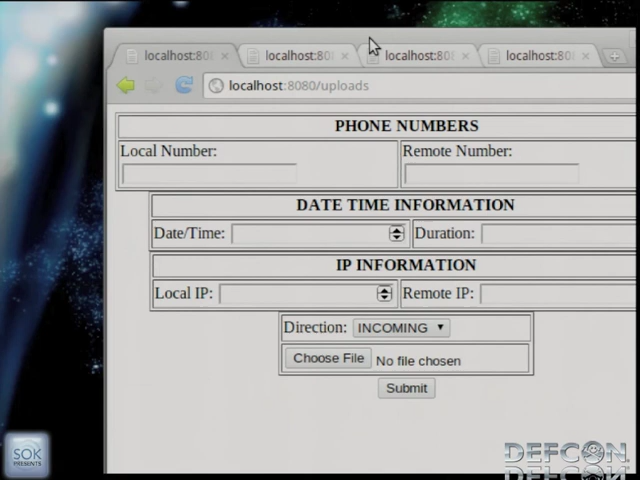 localhost:808
localhost:808
localhost:808
localhost:808
localhost:8080/uploads
PHONE NUMBERS
Local Number:
Remote Number:
DATE TIME INFORMATION
Date/Time:
Duration:
IP INFORMATION
Local IP:
Remote IP:
Direction: INCOMING
Choose File No file chosen
Submit
SOK
PRESENTS
DEFCON